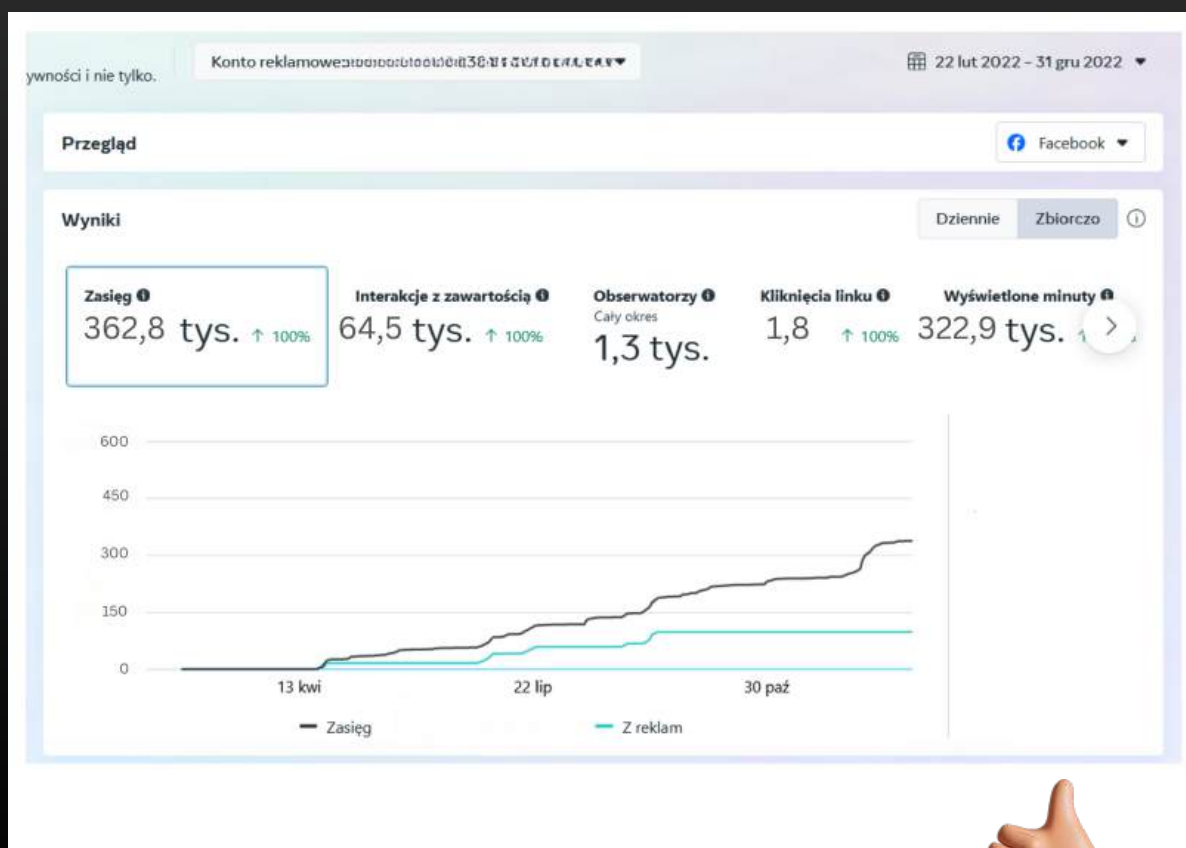 ywności i nie tylko.
Konto reklamowe:
22 lut 2022 – 31 gru 2022
Przegląd
Facebook
Wyniki
Dziennie Zbiorczo
Zasięg
362,8 tys. ↑ 100%
Interakcje z zawartością
64,5 tys. ↑ 100%
Obserwatorzy
Cały okres
1,3 tys.
Kliknięcia linku
1,8 ↑ 100%
Wyświetlone minuty
322,9 tys.
600
450
300
150
0
13 kwi 22 lip 30 paź
Zasięg Z reklam